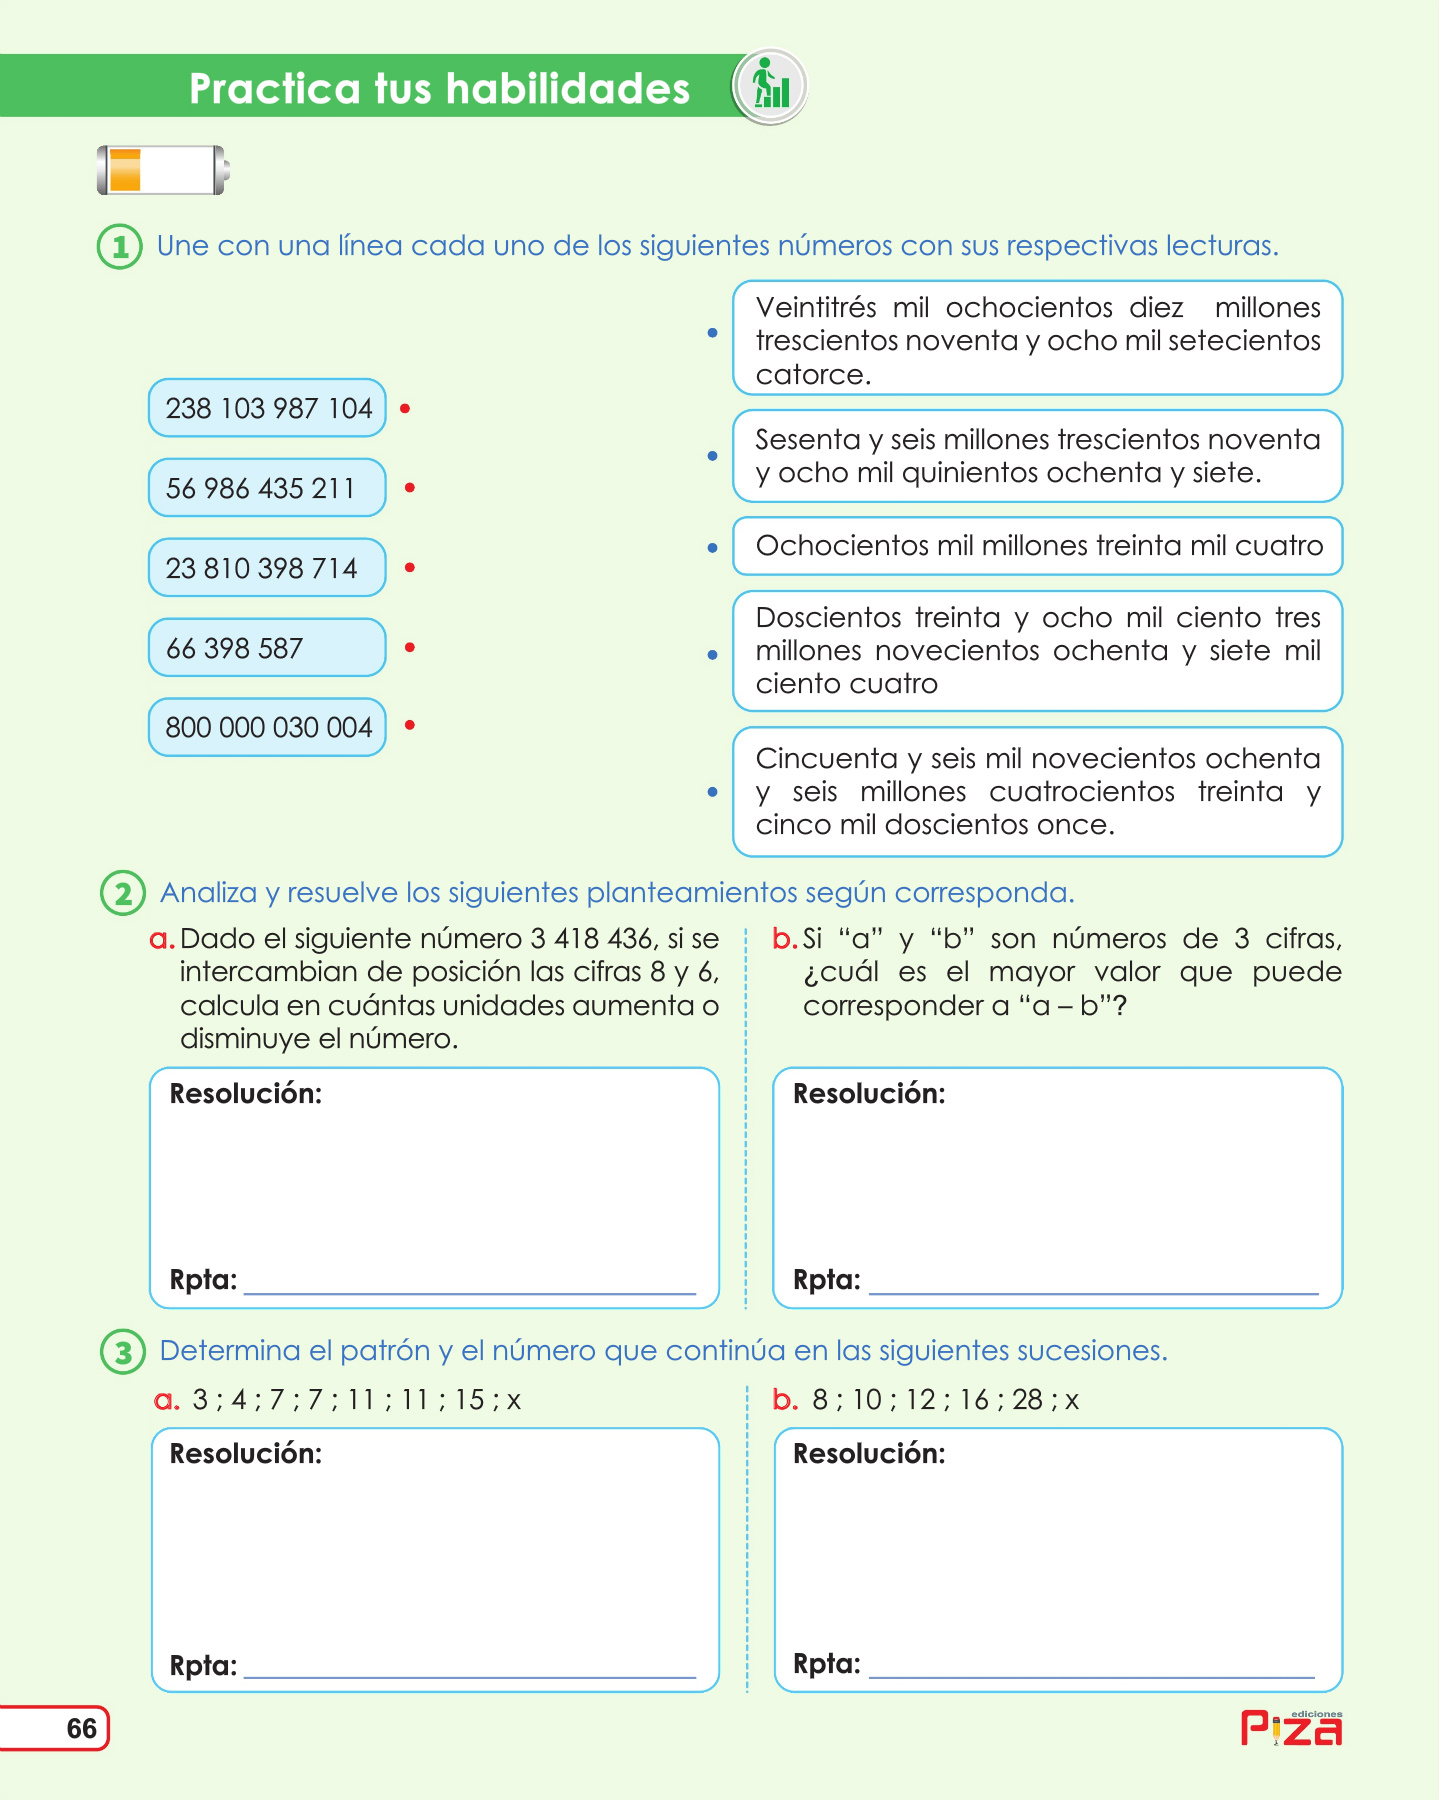 Practica tus habilidades
1 Une con una línea cada uno de los siguientes números con sus respectivas lecturas.
238 103 987 104
56 986 435 211
23 810 398 714
66 398 587
800 000 030 004
Veintitrés mil ochocientos diez millones
trescientos noventa y ocho mil setecientos
catorce.
Sesenta y seis millones trescientos noventa
y ocho mil quinientos ochenta y siete.
Ochocientos mil millones treinta mil cuatro
Doscientos treinta y ocho mil ciento tres
millones novecientos ochenta y siete mil
ciento cuatro
Cincuenta y seis mil novecientos ochenta
y seis millones cuatrocientos treinta y
cinco mil doscientos once.
2 Analiza y resuelve los siguientes planteamientos según corresponda.
a. Dado el siguiente número 3 418 436, si se
intercambian de posición las cifras 8 y 6,
calcula en cuántas unidades aumenta o
disminuye el número.
Resolución:
Rpta:
b. Si “a” y “b” son números de 3 cifras,
¿cuál es el mayor valor que puede
corresponder a “a – b”?
Resolución:
Rpta:
3 Determina el patrón y el número que continúa en las siguientes sucesiones.
a. 3 ; 4 ; 7 ; 7 ; 11 ; 11 ; 15 ; x
Resolución:
Rpta:
b. 8 ; 10 ; 12 ; 16 ; 28 ; x
Resolución:
Rpta:
66
ediciones
Piza